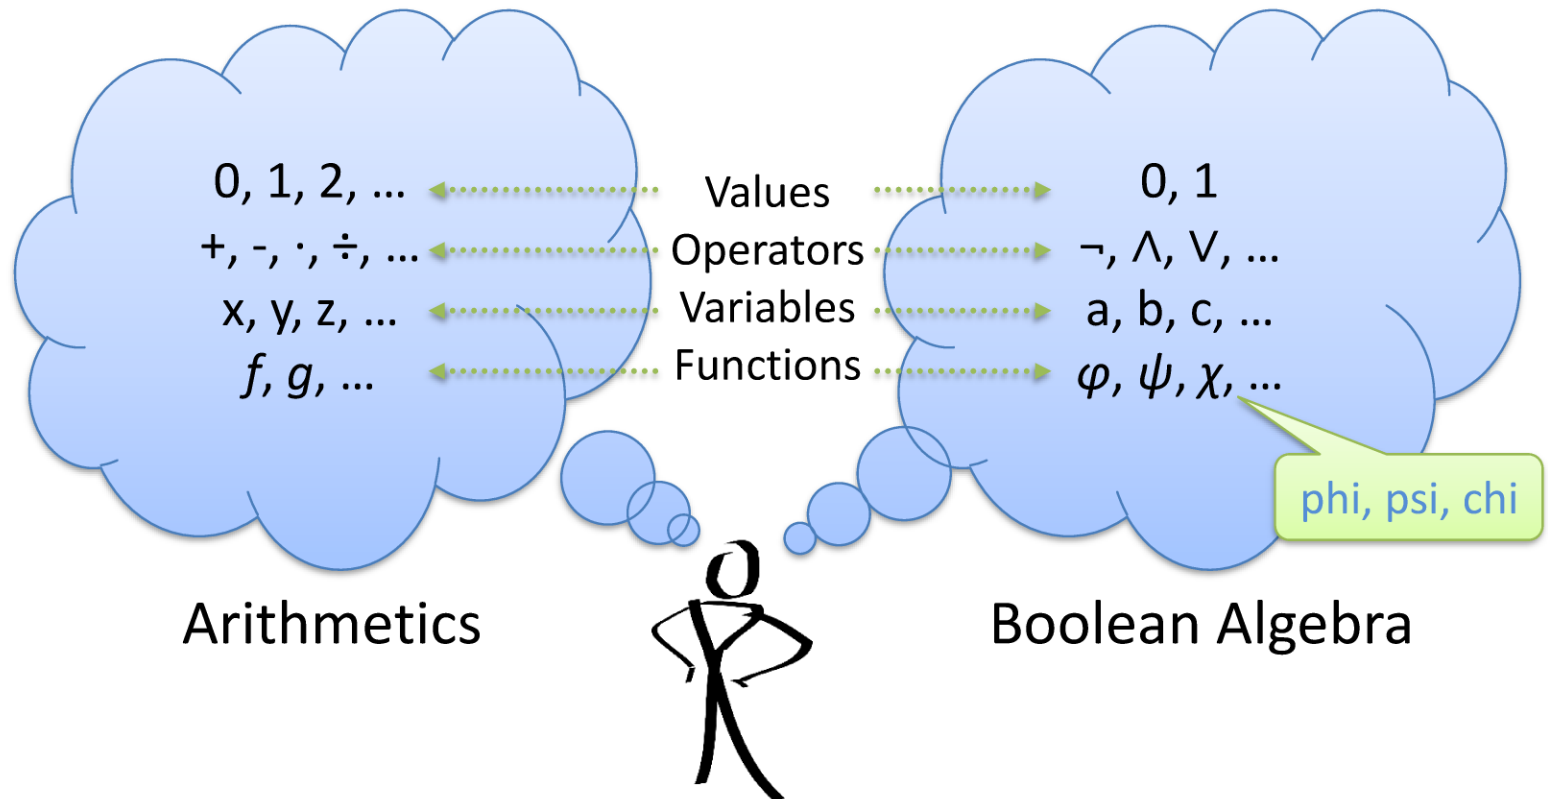 0, 1, 2, ... Values 0, 1
+, -, ·, ÷, ... Operators ¬, ∧, ∨, ...
x, y, z, ... Variables a, b, c, ...
f, g, ... Functions φ, ψ, χ, ...
phi, psi, chi
Arithmetics Boolean Algebra